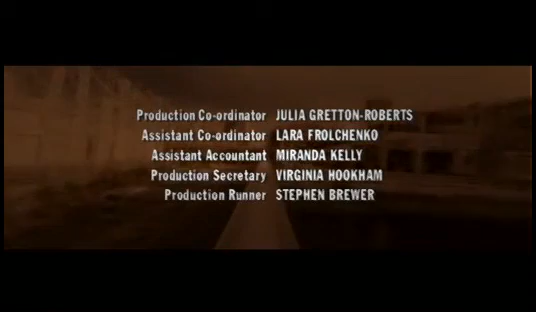 Production Co-ordinator JULIA GRETTON-ROBERTS
Assistant Co-ordinator LARA FROLCHENKO
Assistant Accountant MIRANDA KELLY
Production Secretary VIRGINIA HOOKHAM
Production Runner STEPHEN BREWER